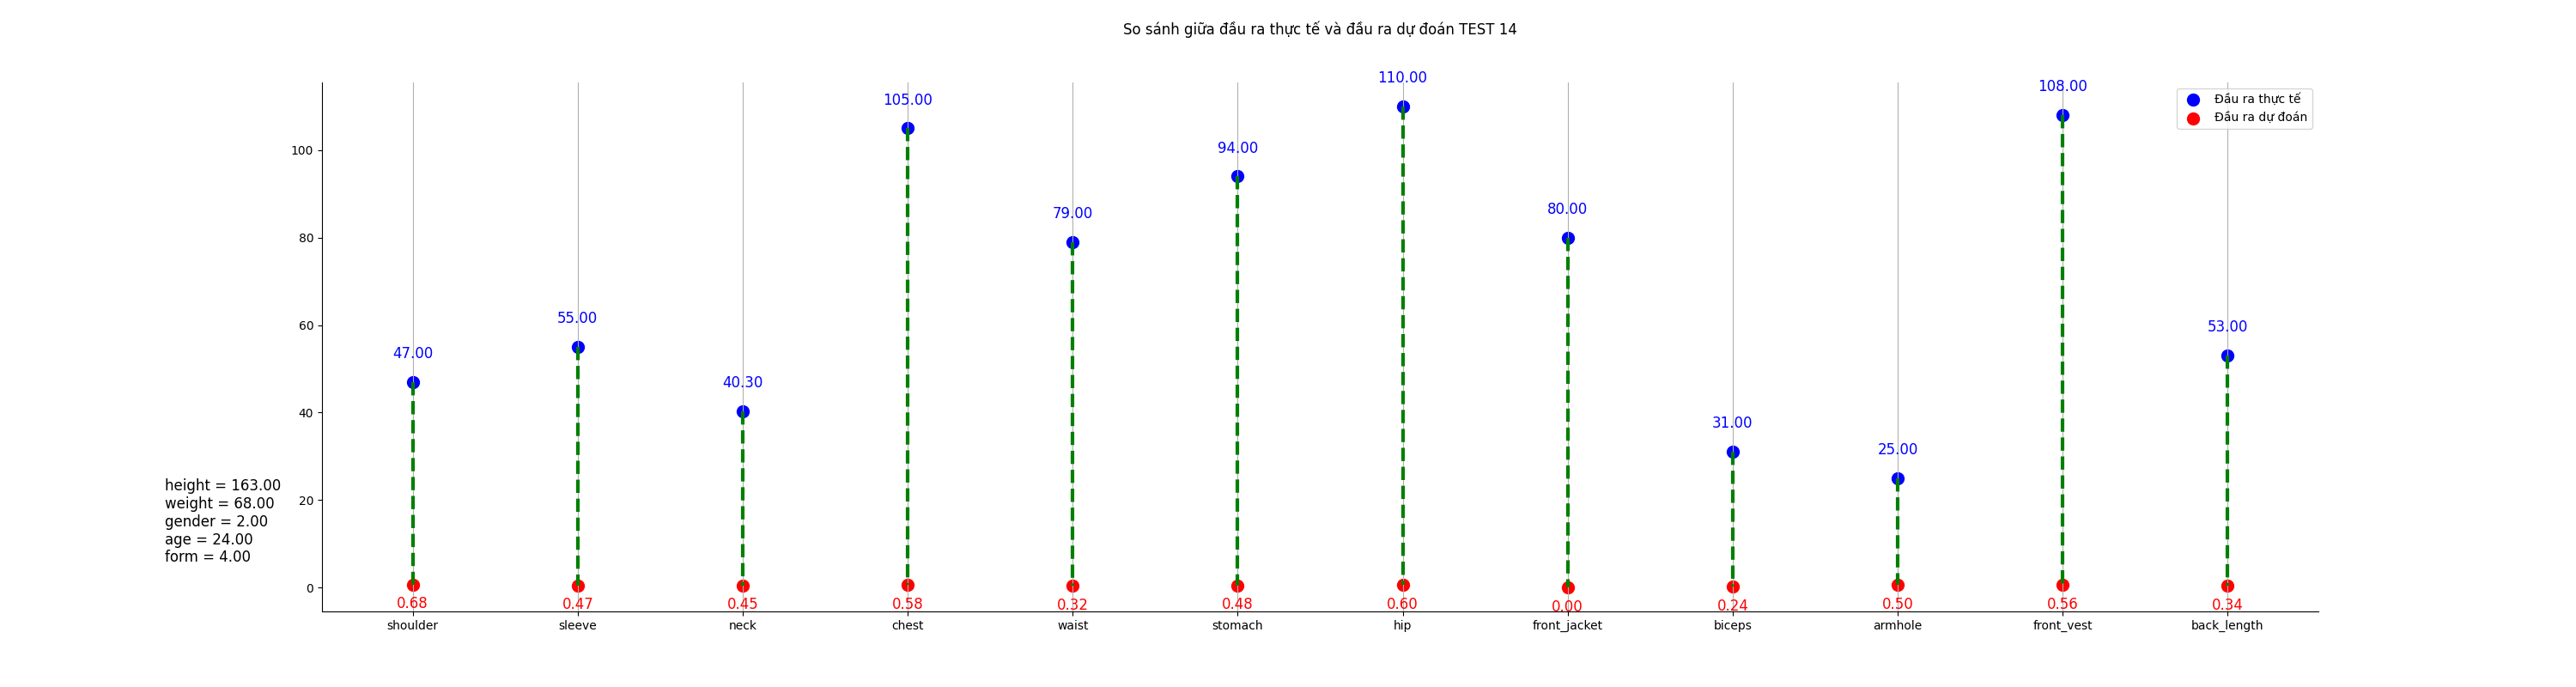 So sánh giữa đầu ra thực tế và đầu ra dự đoán TEST 14
Đầu ra thực tế
Đầu ra dự đoán
110.00
108.00
105.00
94.00
80.00
79.00
55.00
53.00
47.00
40.30
31.00
25.00
100
80
60
40
20
0
height = 163.00
weight = 68.00
gender = 2.00
age = 24.00
form = 4.00
0.68 0.47 0.45 0.58 0.32 0.48 0.60 0.00 0.24 0.50 0.56 0.34
shoulder sleeve neck chest waist stomach hip front_jacket biceps armhole front_vest back_length